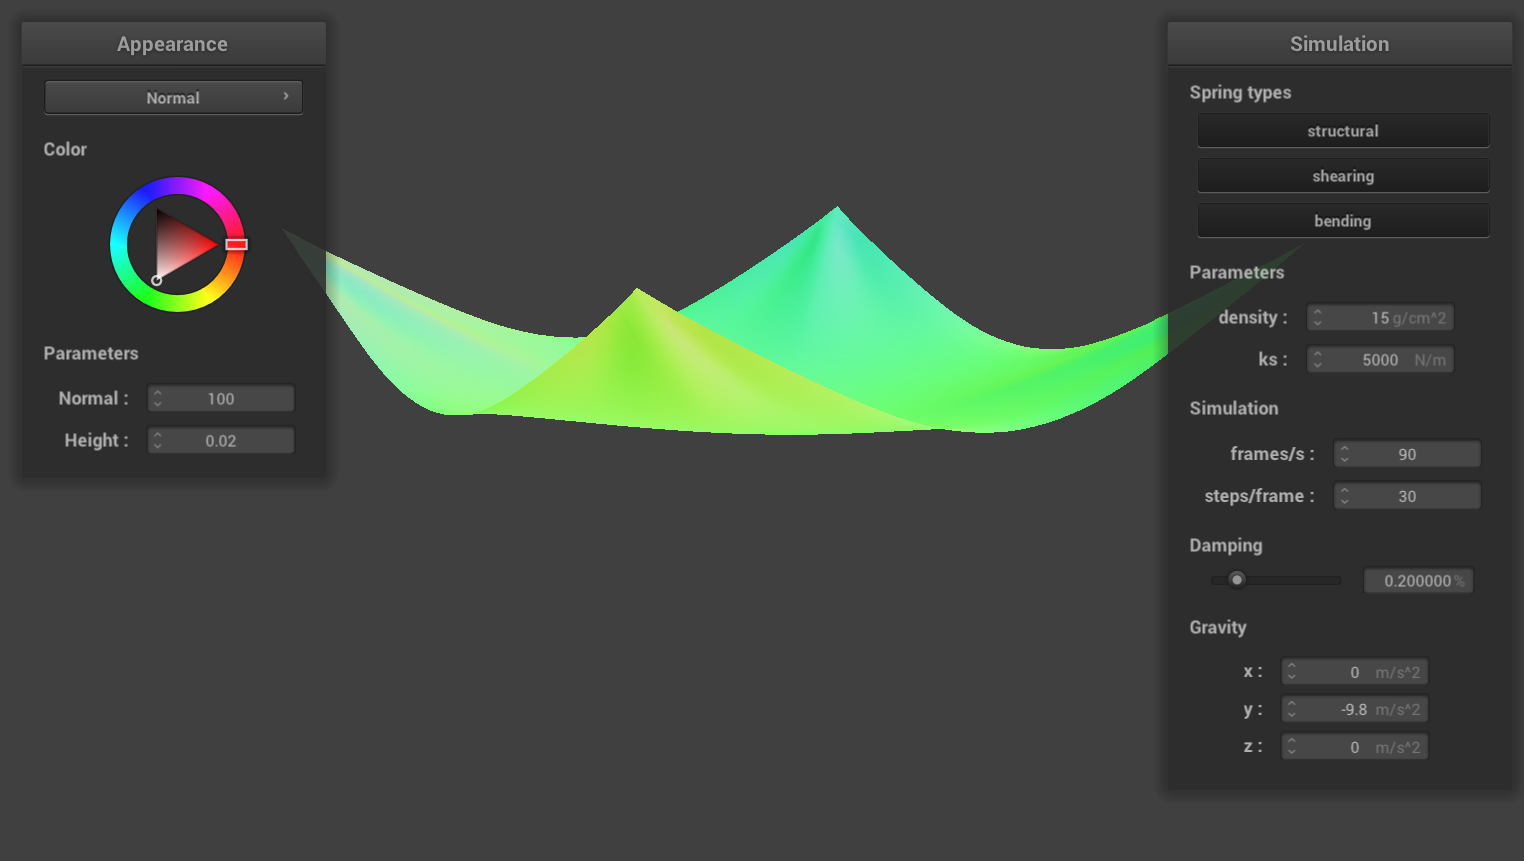 Appearance
Normal
Color
Parameters
Normal : 100
Height : 0.02
Simulation
Spring types
structural
shearing
bending
Parameters
density : 15 g/cm^2
ks : 5000 N/m
Simulation
frames/s : 90
steps/frame : 30
Damping
0.200000 %
Gravity
x : 0 m/s^2
y : -9.8 m/s^2
z : 0 m/s^2